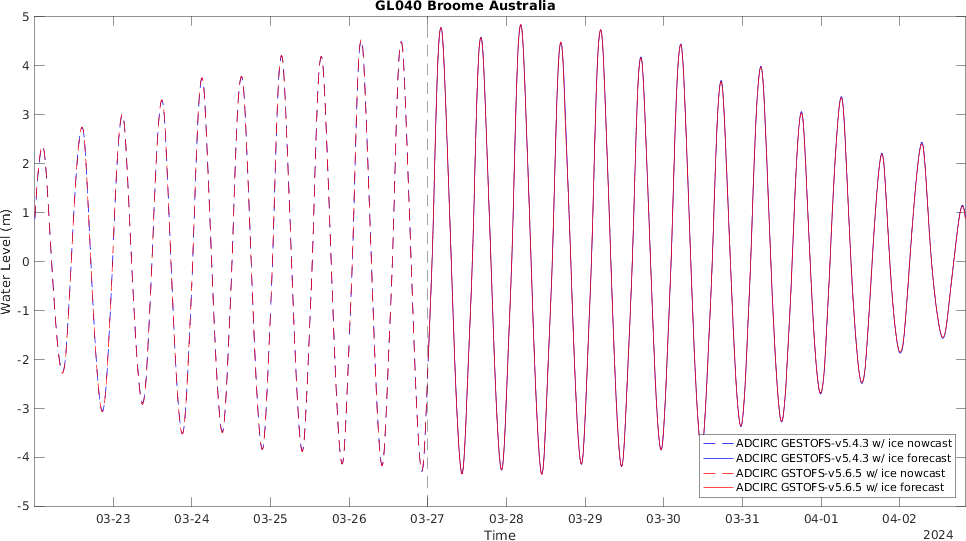 GL040 Broome Australia
5
4
3
2
1
0
-1
-2
-3
-4
-5
Water Level (m)
ADCIRC GESTOFS-v5.4.3 w/ ice nowcast
ADCIRC GESTOFS-v5.4.3 w/ ice forecast
ADCIRC GSTOFS-v5.6.5 w/ ice nowcast
ADCIRC GSTOFS-v5.6.5 w/ ice forecast
03-23 03-24 03-25 03-26 03-27 03-28 03-29 03-30 03-31 04-01 04-02
Time
2024